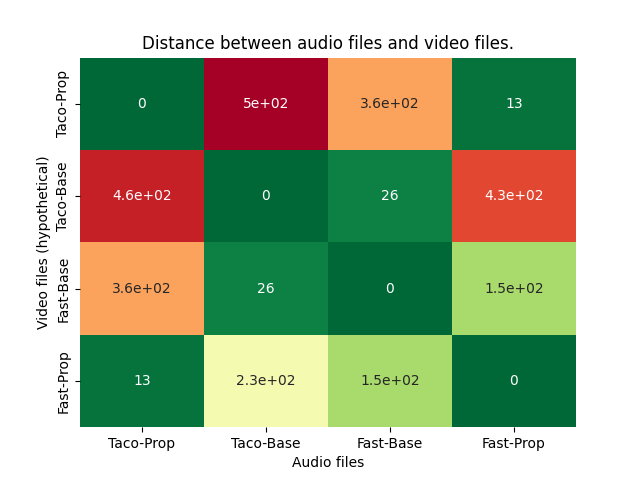 Distance between audio files and video files.
Video files (hypothetical)
Taco-Prop 0 5e+02 3.6e+02 13
Taco-Base 4.6e+02 0 26 4.3e+02
Fast-Base 3.6e+02 26 0 1.5e+02
Fast-Prop 13 2.3e+02 1.5e+02 0
Taco-Prop Taco-Base Fast-Base Fast-Prop
Audio files